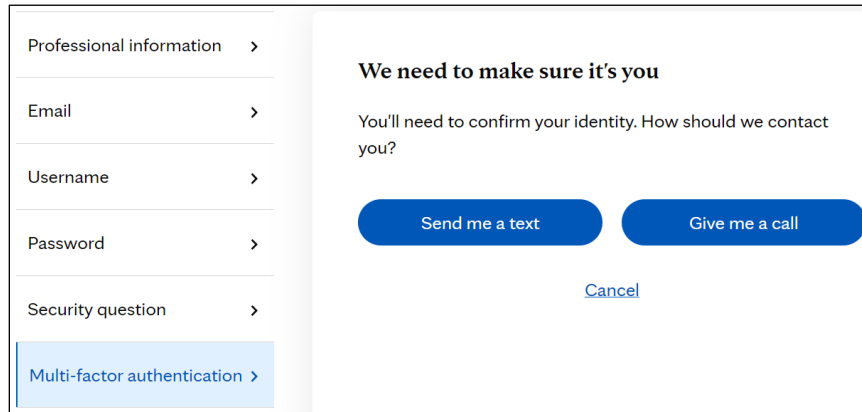 Professional information
Email
Username
Password
Security question
Multi-factor authentication
We need to make sure it's you
You'll need to confirm your identity. How should we contact
you?
Send me a text
Give me a call
Cancel